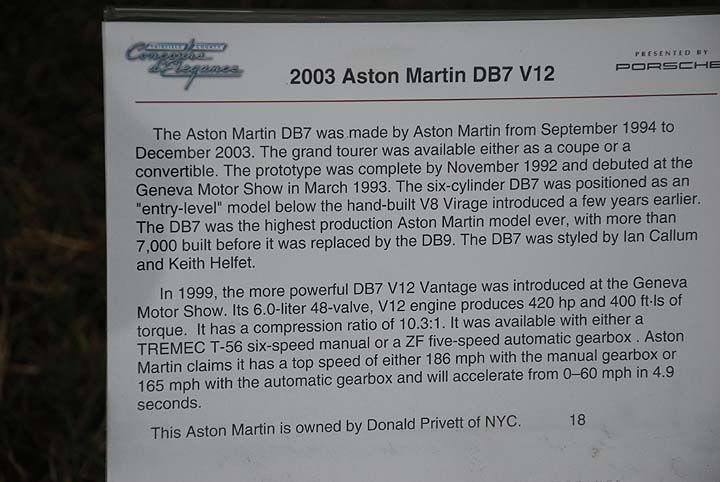 FAIRFIELD COUNTY
Concours
d'Elegance
2003 Aston Martin DB7 V12
PRESENTED BY
PORSCHE
The Aston Martin DB7 was made by Aston Martin from September 1994 to
December 2003. The grand tourer was available either as a coupe or a
convertible. The prototype was complete by November 1992 and debuted at the
Geneva Motor Show in March 1993. The six-cylinder DB7 was positioned as an
"entry-level" model below the hand-built V8 Virage introduced a few years earlier.
The DB7 was the highest production Aston Martin model ever, with more than
7,000 built before it was replaced by the DB9. The DB7 was styled by Ian Callum
and Keith Helfet.
In 1999, the more powerful DB7 V12 Vantage was introduced at the Geneva
Motor Show. Its 6.0-liter 48-valve, V12 engine produces 420 hp and 400 ft·ls of
torque. It has a compression ratio of 10.3:1. It was available with either a
TREMEC T-56 six-speed manual or a ZF five-speed automatic gearbox . Aston
Martin claims it has a top speed of either 186 mph with the manual gearbox or
165 mph with the automatic gearbox and will accelerate from 0–60 mph in 4.9
seconds.
This Aston Martin is owned by Donald Privett of NYC. 18